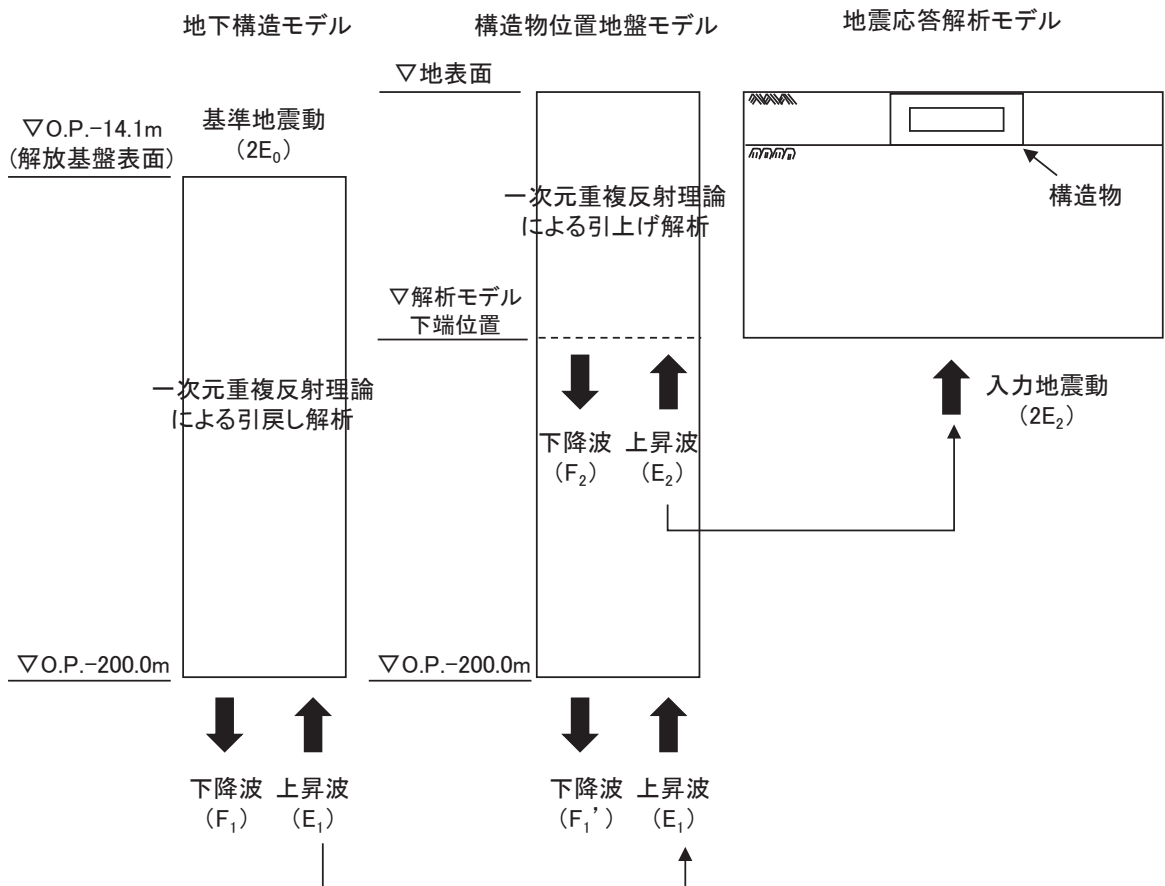 地下構造モデル
▽O.P.-14.1m
(解放基盤表面)
基準地震動
(2E₀)
一次元重複反射理論
による引戻し解析
▽O.P.-200.0m
下降波
(F₁)
上昇波
(E₁)
構造物位置地盤モデル
▽地表面
一次元重複反射理論
による引上げ解析
▽解析モデル
下端位置
下降波
(F₂)
上昇波
(E₂)
▽O.P.-200.0m
下降波
(F₁’)
上昇波
(E₁)
地震応答解析モデル
構造物
入力地震動
(2E₂)